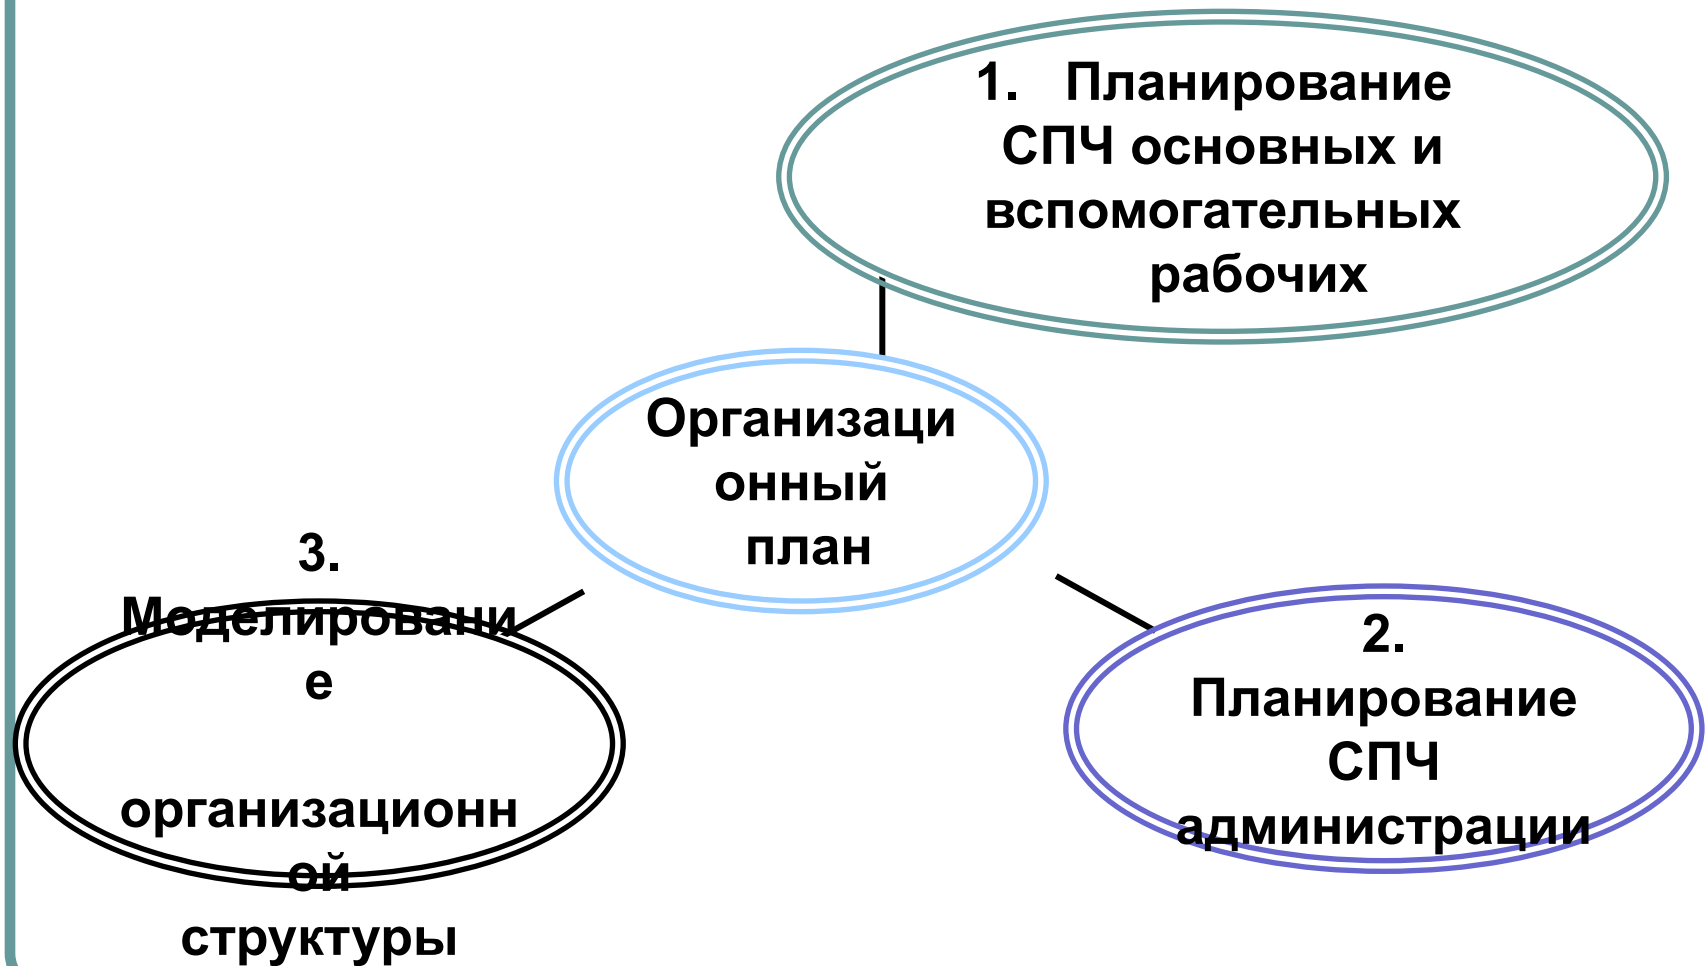 1. Планирование
СПЧ основных и
вспомогательных
рабочих
Организаци
онный
план
2.
Планирование
СПЧ
администрации
3.
Моделировани
е
организационн
ой
структуры